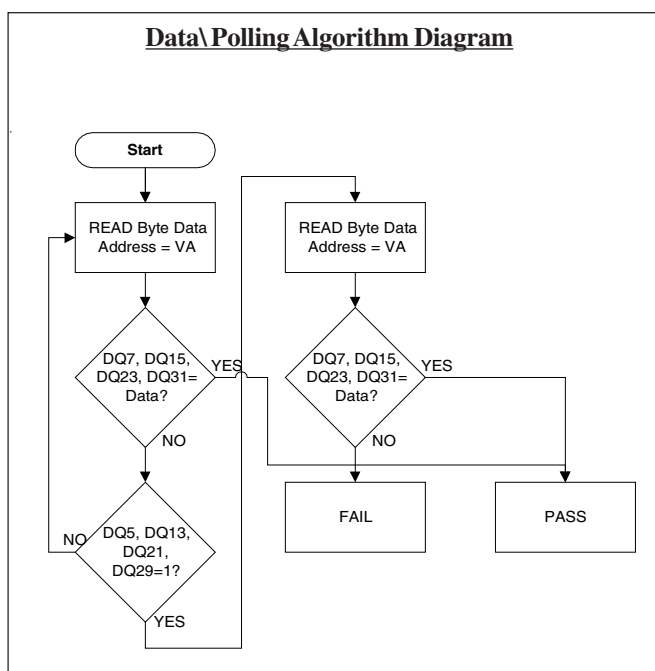 Data\ Polling Algorithm Diagram
Start
READ Byte Data
Address = VA
DQ7, DQ15,
DQ23, DQ31=
Data?
YES
NO
DQ5, DQ13,
DQ21,
DQ29=1?
NO
YES
READ Byte Data
Address = VA
DQ7, DQ15,
DQ23, DQ31=
Data?
YES
NO
FAIL
PASS